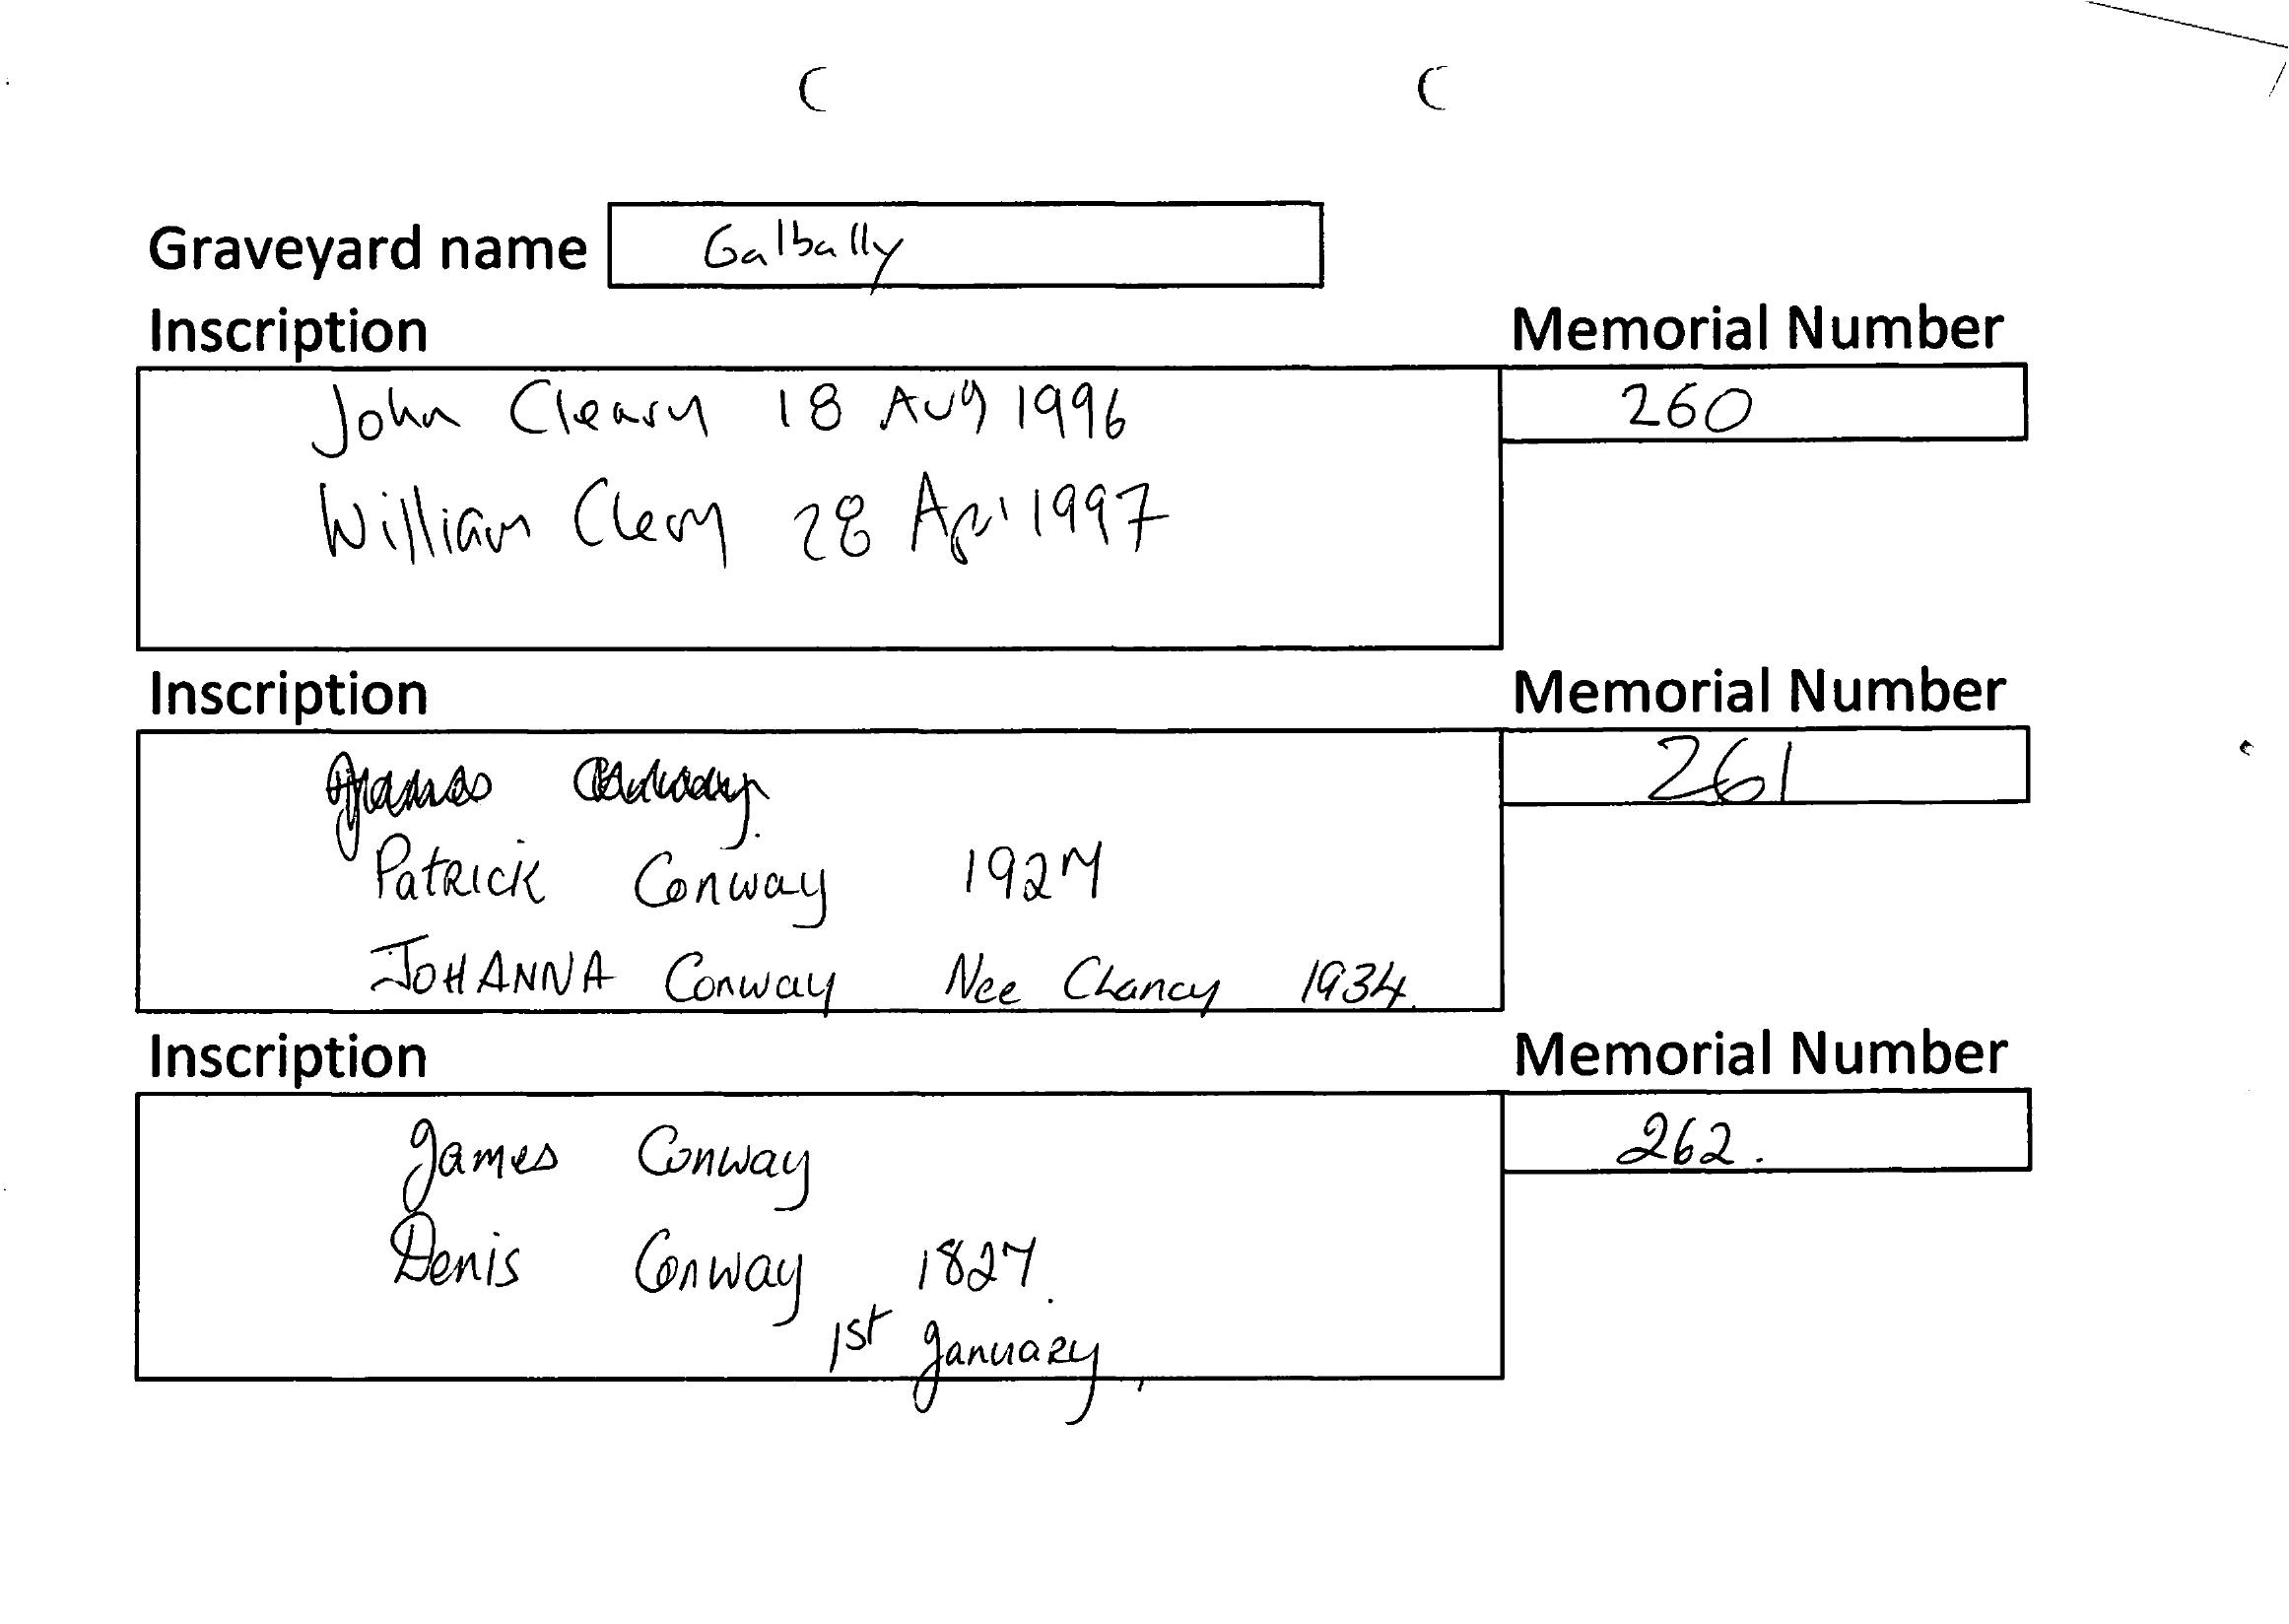 Graveyard name Galbally
Inscription Memorial Number
John Cleary 18 Aug 1996 260
William Cleary 28 Apr 1997
Inscription Memorial Number
261
Patrick Conway 1927
JOHANNA Conway Nee 1934.
Inscription Memorial Number
James Conway 262.
Denis Conway 1827.
1st January,